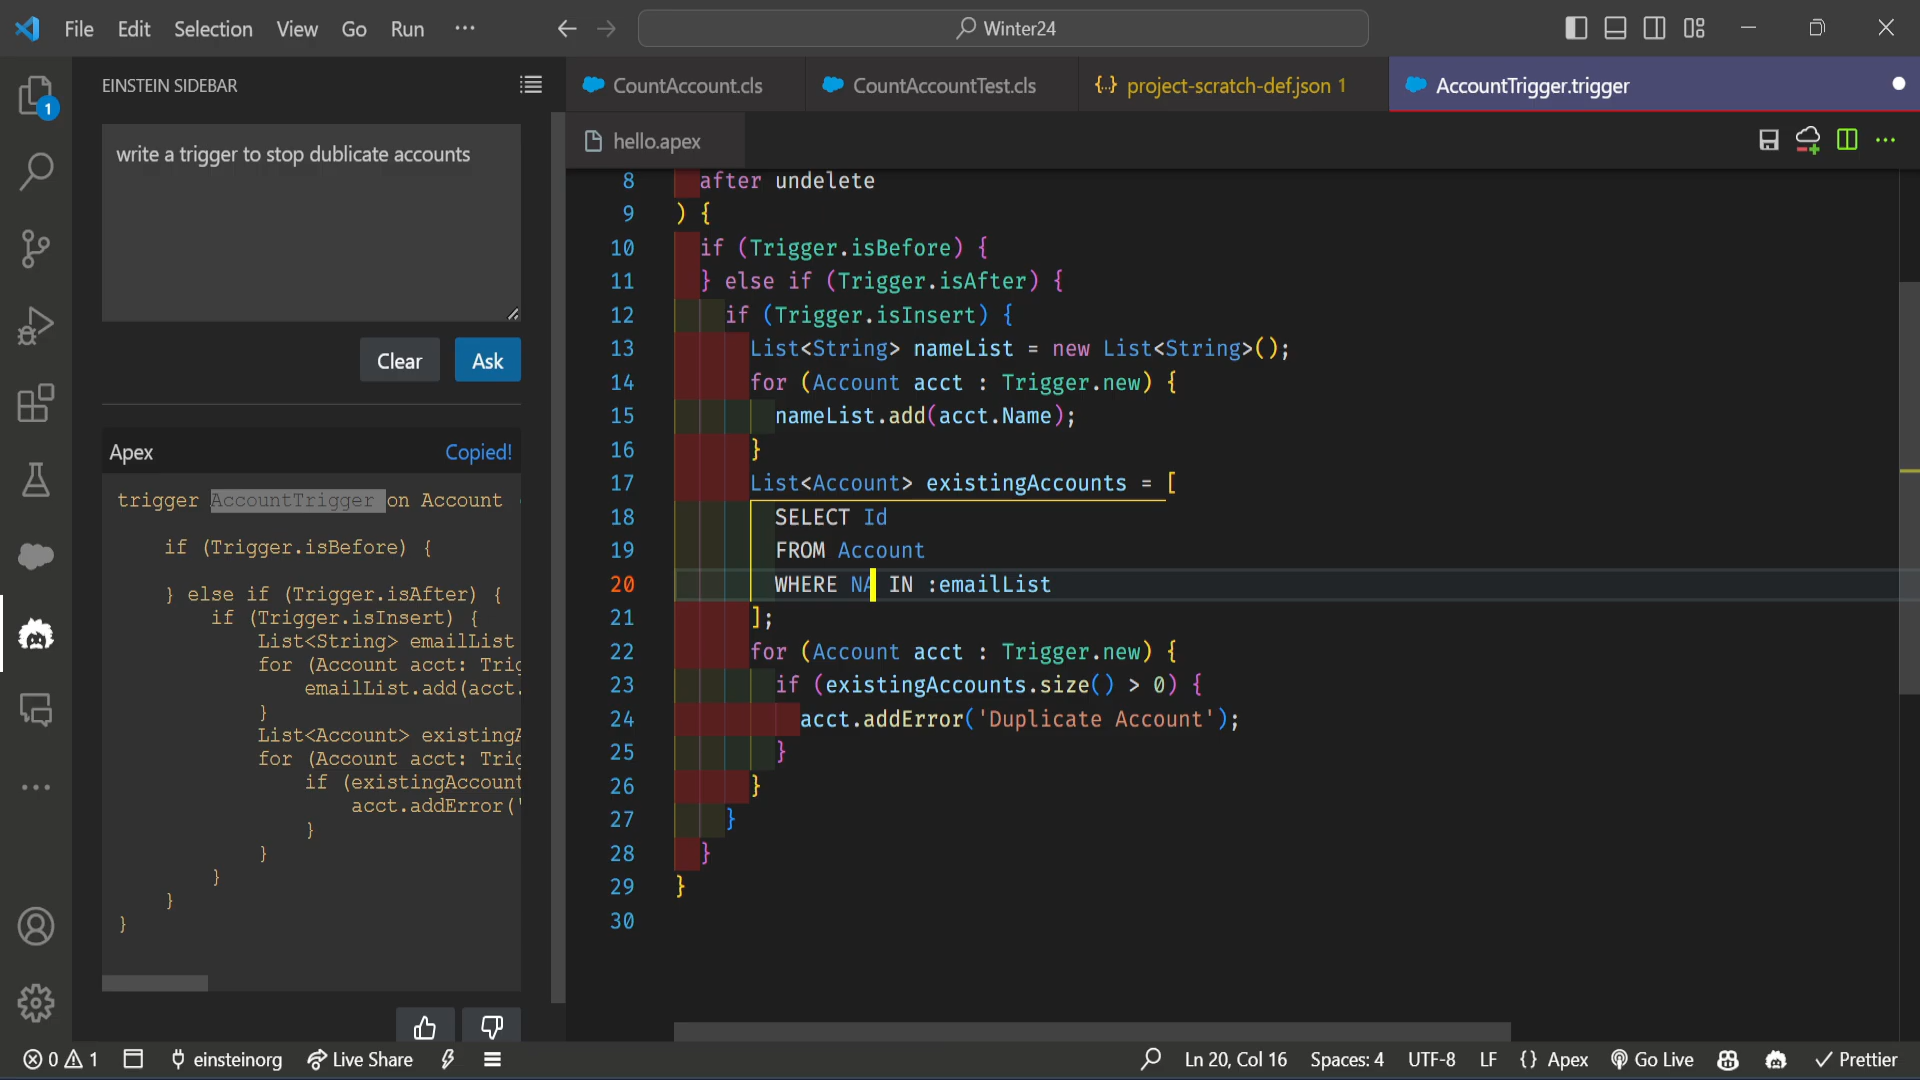 File Edit Selection View Go Run ···
Winter24
EINSTEIN SIDEBAR
write a trigger to stop dublicate accounts
Clear Ask
Apex Copied!
trigger AccountTrigger on Account
if (Trigger.isBefore) {
} else if (Trigger.isAfter) {
if (Trigger.isInsert) {
List<String> emailList
for (Account acct: Trig
emailList.add(acct.
}
List<Account> existingA
for (Account acct: Trig
if (existingAccount
acct.addError('
}
}
}
}
}
1
CountAccount.cls CountAccountTest.cls {..} project-scratch-def.json 1 AccountTrigger.trigger
hello.apex
8 after undelete
9 ) {
10 if (Trigger.isBefore) {
11 } else if (Trigger.isAfter) {
12 if (Trigger.isInsert) {
13 List<String> nameList = new List<String>();
14 for (Account acct : Trigger.new) {
15 nameList.add(acct.Name);
16 }
17 List<Account> existingAccounts = [
18 SELECT Id
19 FROM Account
20 WHERE NA IN :emailList
21 ];
22 for (Account acct : Trigger.new) {
23 if (existingAccounts.size() > 0) {
24 acct.addError('Duplicate Account');
25 }
26 }
27 }
28 }
29 }
30
0 1 einsteinorg Live Share Ln 20, Col 16 Spaces: 4 UTF-8 LF {} Apex Go Live Prettier